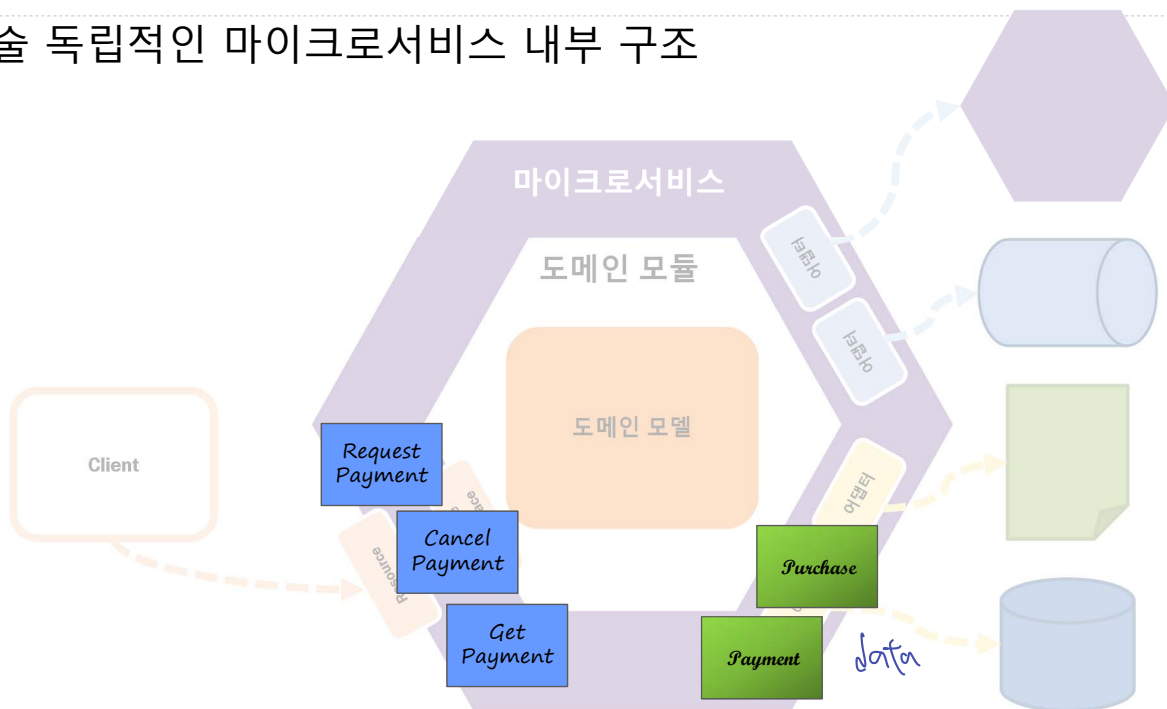 술 독립적인 마이크로서비스 내부 구조
마이크로서비스
도메인 모듈
어댑터
어댑터
도메인 모델
Client
Request
Payment
어댑터
Cancel
Payment
Resource
Purchase
Get
Payment
Payment
data